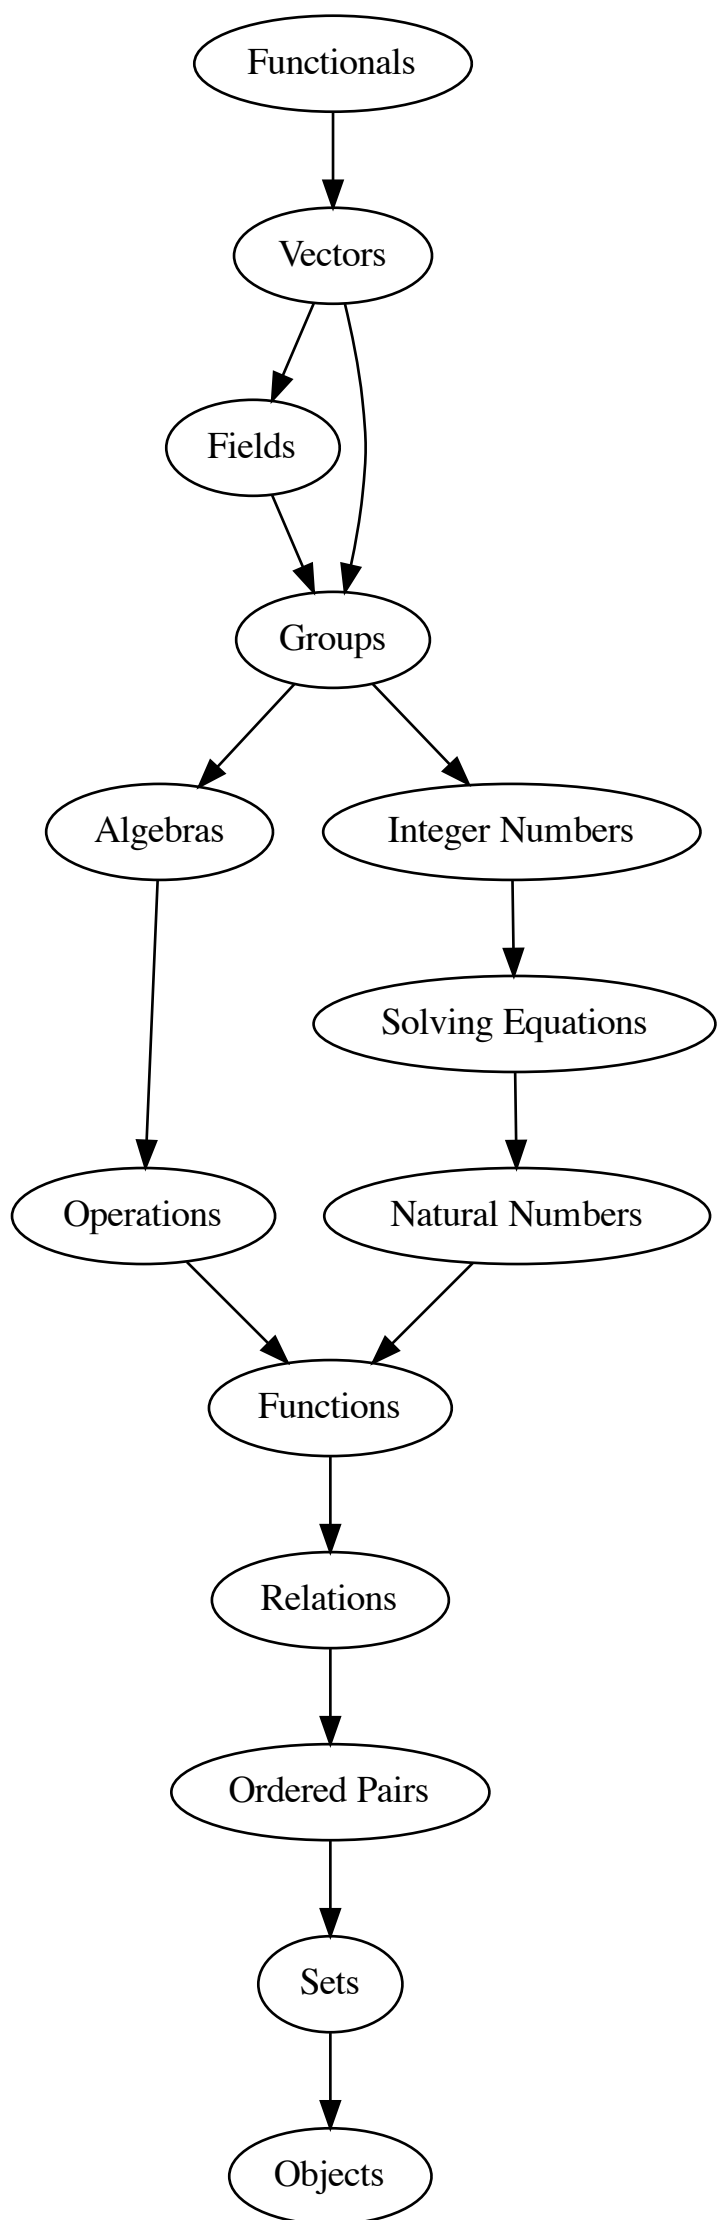 Functionals
Vectors
Fields
Groups
Algebras
Integer Numbers
Solving Equations
Operations
Natural Numbers
Functions
Relations
Ordered Pairs
Sets
Objects